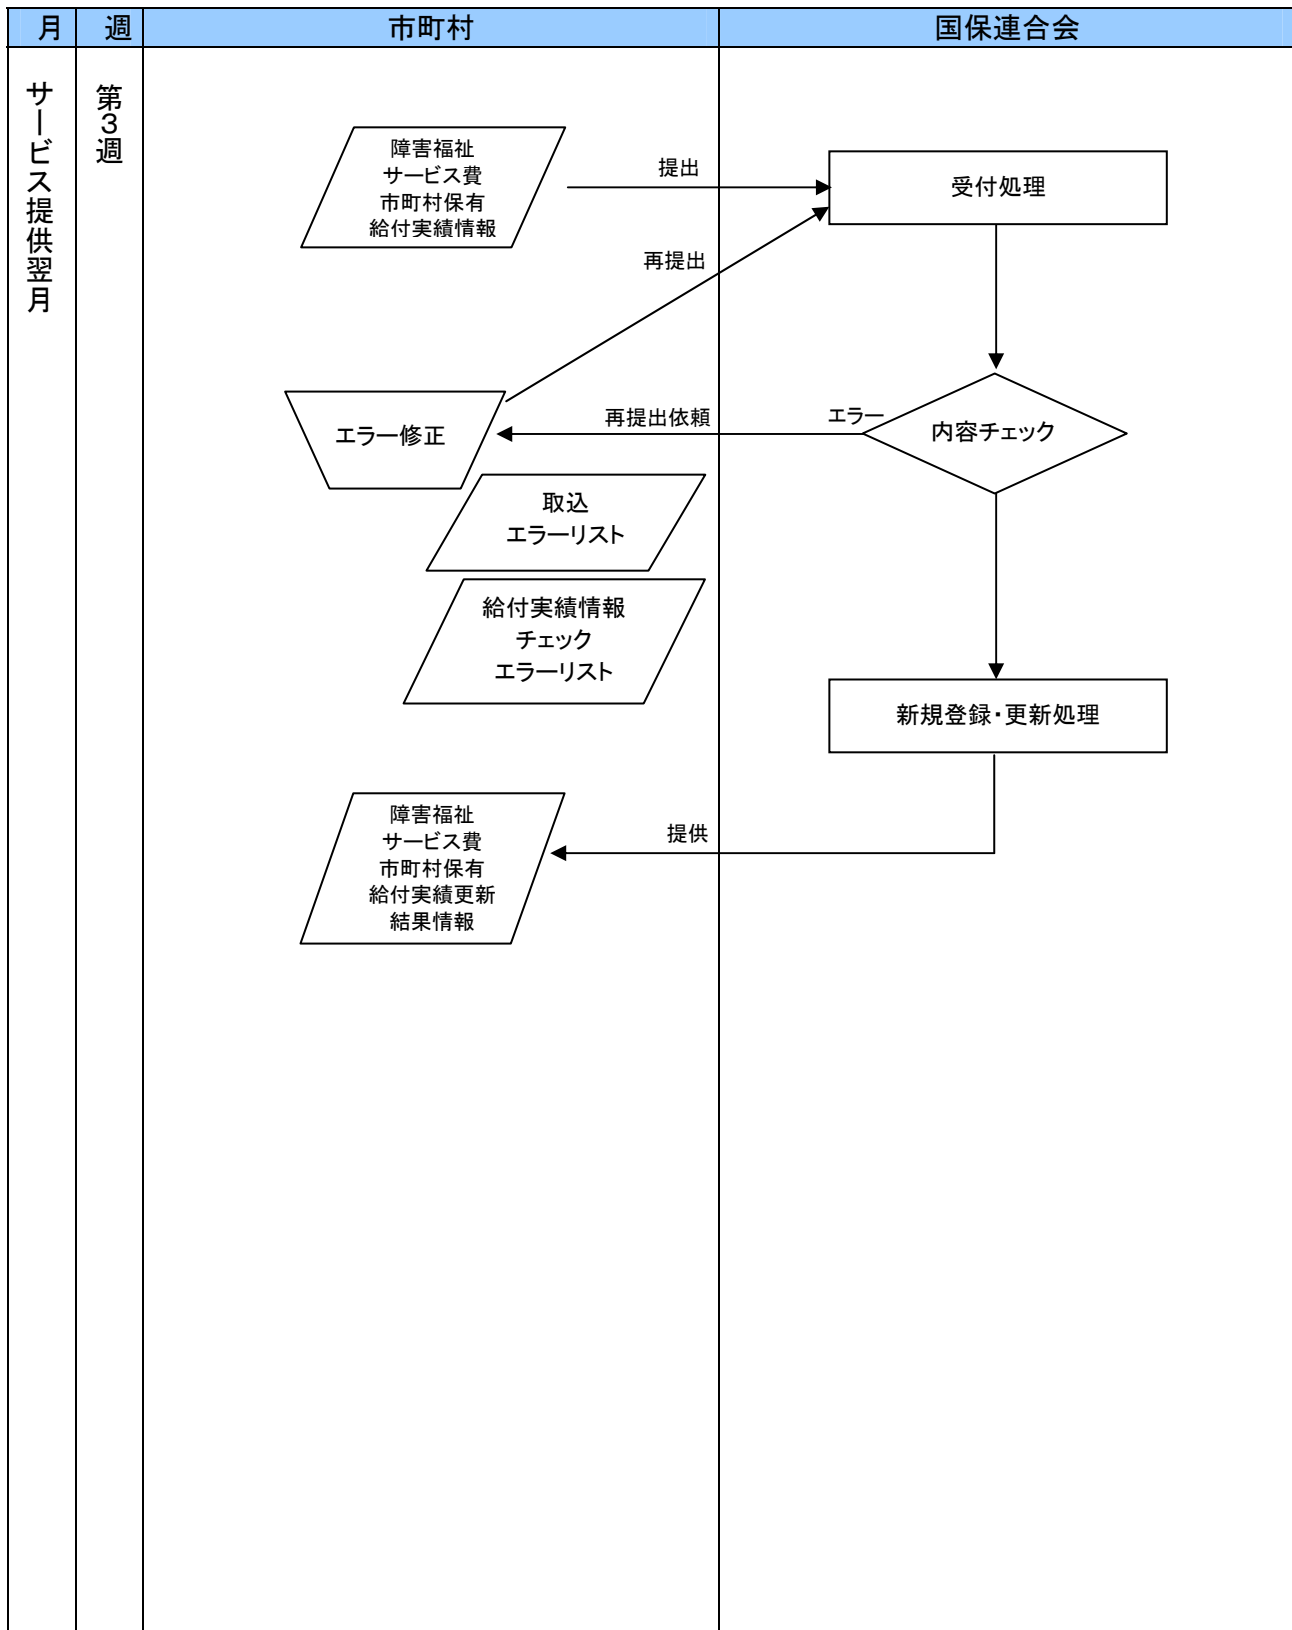 月
週
市町村
国保連合会
サービス提供翌月
第3週
障害福祉
サービス費
市町村保有
給付実績情報
提出
受付処理
再提出
エラー修正
再提出依頼
エラー
内容チェック
取込
エラーリスト
給付実績情報
チェック
エラーリスト
新規登録・更新処理
障害福祉
サービス費
市町村保有
給付実績更新
結果情報
提供